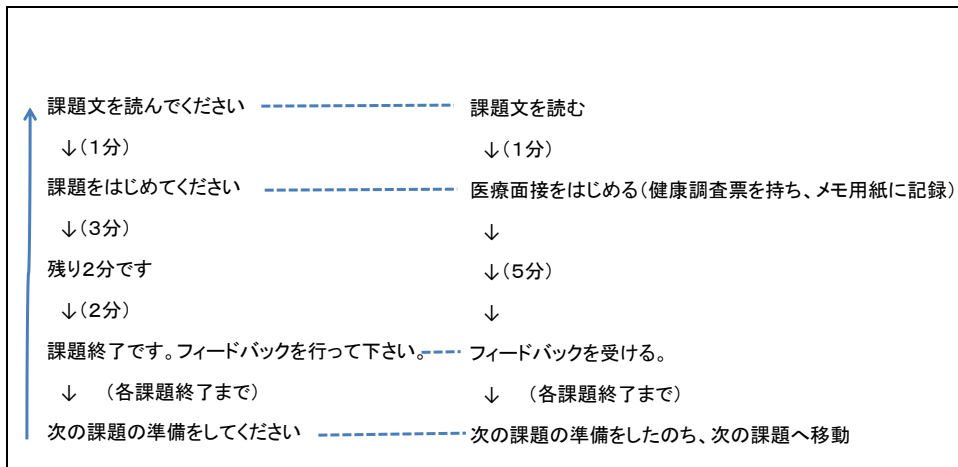 課題文を読んでください
↓(1分)
課題をはじめてください
↓(3分)
残り2分です
↓(2分)
課題終了です。フィードバックを行って下さい。
↓ (各課題終了まで)
次の課題の準備をしてください
課題文を読む
↓(1分)
医療面接をはじめる(健康調査票を持ち、メモ用紙に記録)
↓
↓(5分)
↓
フィードバックを受ける。
↓ (各課題終了まで)
次の課題の準備をしたのち、次の課題へ移動